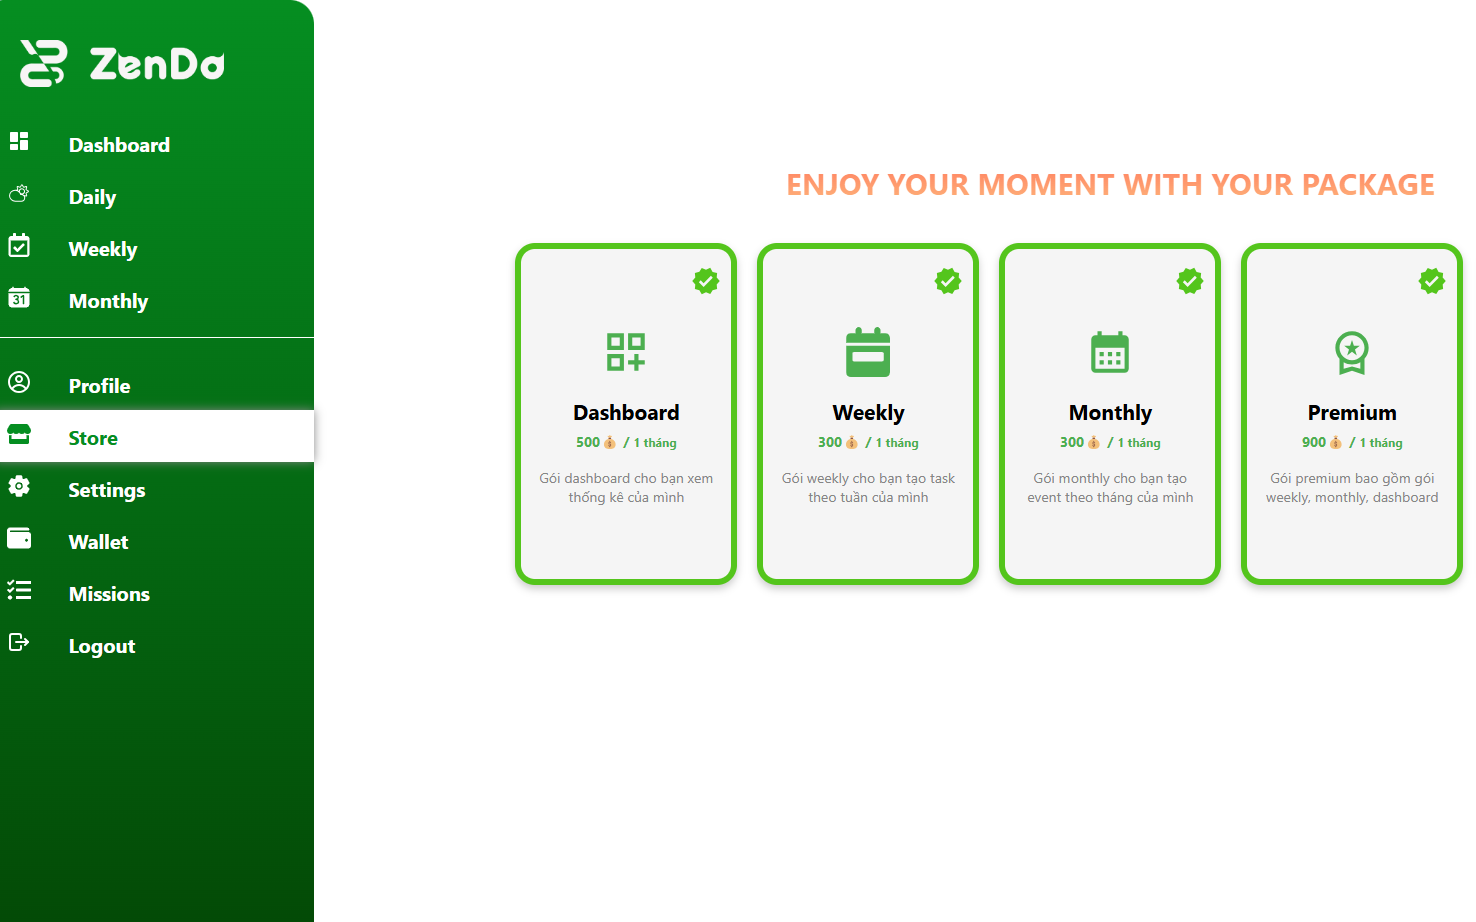 ZenDo
Dashboard
Daily
Weekly
31
Monthly
Profile
Store
Settings
Wallet
Missions
Logout
ENJOY YOUR MOMENT WITH YOUR PACKAGE
Dashboard
500💰 / 1 tháng
Gói dashboard cho bạn xem
thống kê của mình
Weekly
300💰 / 1 tháng
Gói weekly cho bạn tạo task
theo tuần của mình
Monthly
300💰 / 1 tháng
Gói monthly cho bạn tạo
event theo tháng của mình
Premium
900💰 / 1 tháng
Gói premium bao gồm gói
weekly, monthly, dashboard